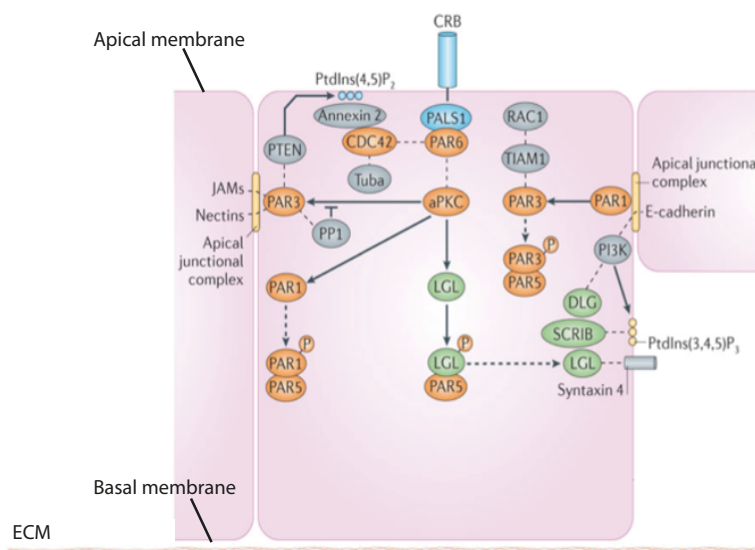 CRB
Apical membrane
PtdIns(4,5)P2
Annexin 2
PALS1
RAC1
PTEN
CDC42
PAR6
TIAM1
Tuba
Apical junctiona
complex
JAMs
PAR3
aPKC
PAR3
PAR1
Nectins
E-cadherin
PP1
Apical
junctional
complex
PI3K
P
PAR3
PAR5
PAR1
LGL
DLG
SCRIB
PtdIns(3,4,5)P3
P
PAR1
PAR5
P
LGL
PAR5
LGL
Syntaxin 4
Basal membrane
ECM